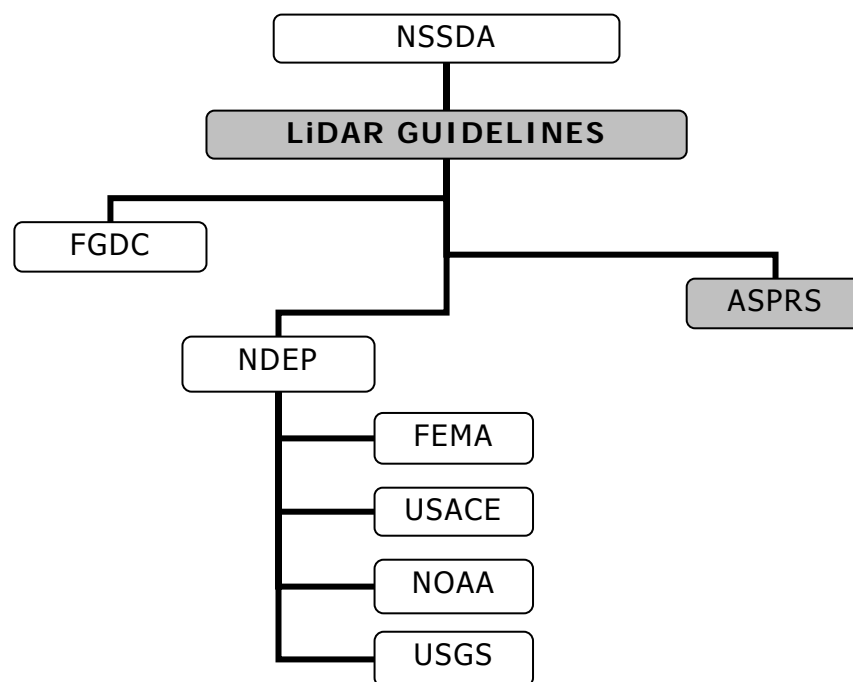 NSSDA
LiDAR GUIDELINES
FGDC
ASPRS
NDEP
FEMA
USACE
NOAA
USGS